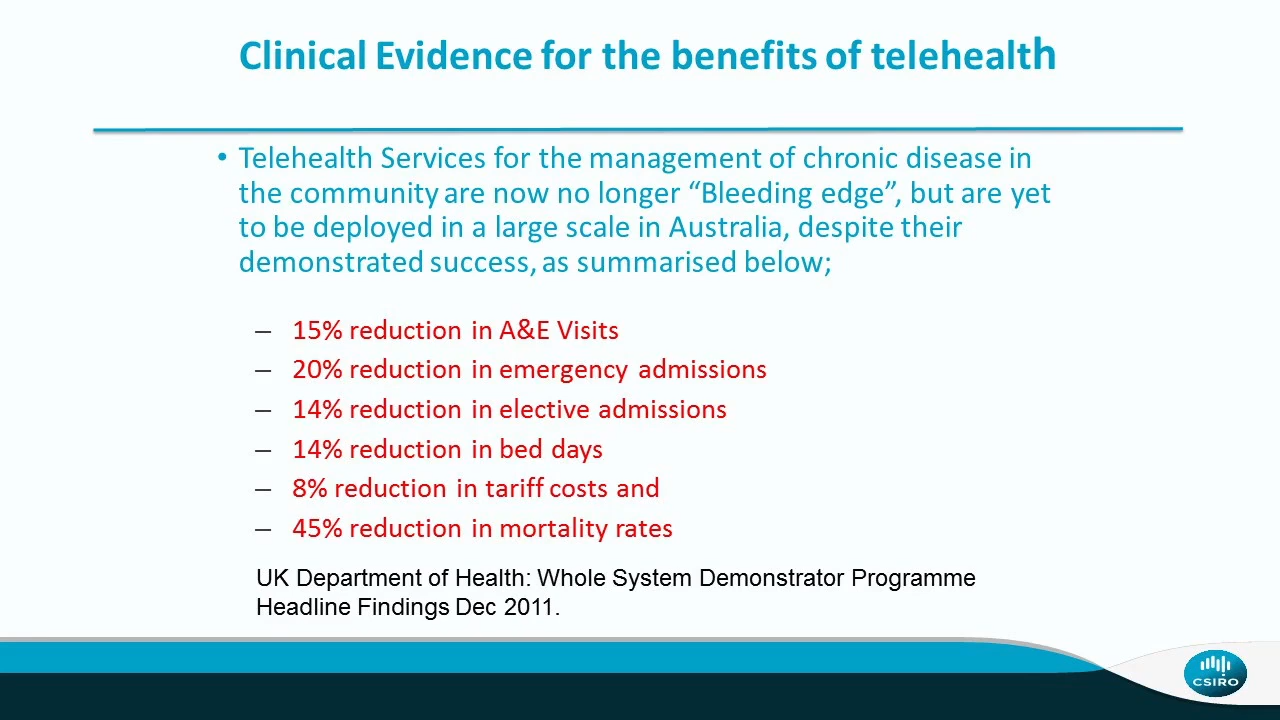 Clinical Evidence for the benefits of telehealth
• Telehealth Services for the management of chronic disease in
the community are now no longer “Bleeding edge”, but are yet
to be deployed in a large scale in Australia, despite their
demonstrated success, as summarised below;
– 15% reduction in A&E Visits
– 20% reduction in emergency admissions
– 14% reduction in elective admissions
– 14% reduction in bed days
– 8% reduction in tariff costs and
– 45% reduction in mortality rates
UK Department of Health: Whole System Demonstrator Programme
Headline Findings Dec 2011.
CSIRO